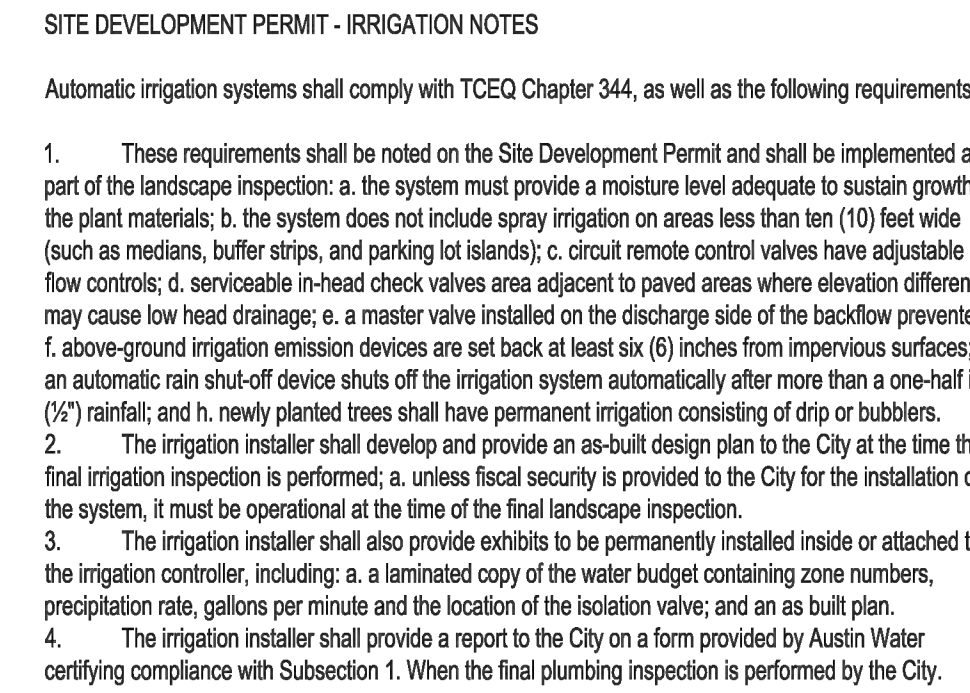 SITE DEVELOPMENT PERMIT - IRRIGATION NOTES
Automatic irrigation systems shall comply with TCEQ Chapter 344, as well as the following requirements
1. These requirements shall be noted on the Site Development Permit and shall be implemented a
part of the landscape inspection: a. the system must provide a moisture level adequate to sustain growth
the plant materials; b. the system does not include spray irrigation on areas less than ten (10) feet wide
(such as medians, buffer strips, and parking lot islands); c. circuit remote control valves have adjustable
flow controls; d. serviceable in-head check valves area adjacent to paved areas where elevation differen
may cause low head drainage; e. a master valve installed on the discharge side of the backflow prevente
f. above-ground irrigation emission devices are set back at least six (6) inches from impervious surfaces;
an automatic rain shut-off device shuts off the irrigation system automatically after more than a one-half i
(½") rainfall; and h. newly planted trees shall have permanent irrigation consisting of drip or bubblers.
2. The irrigation installer shall develop and provide an as-built design plan to the City at the time th
final irrigation inspection is performed; a. unless fiscal security is provided to the City for the installation o
the system, it must be operational at the time of the final landscape inspection.
3. The irrigation installer shall also provide exhibits to be permanently installed inside or attached t
the irrigation controller, including: a. a laminated copy of the water budget containing zone numbers,
precipitation rate, gallons per minute and the location of the isolation valve; and an as built plan.
4. The irrigation installer shall provide a report to the City on a form provided by Austin Water
certifying compliance with Subsection 1. When the final plumbing inspection is performed by the City.